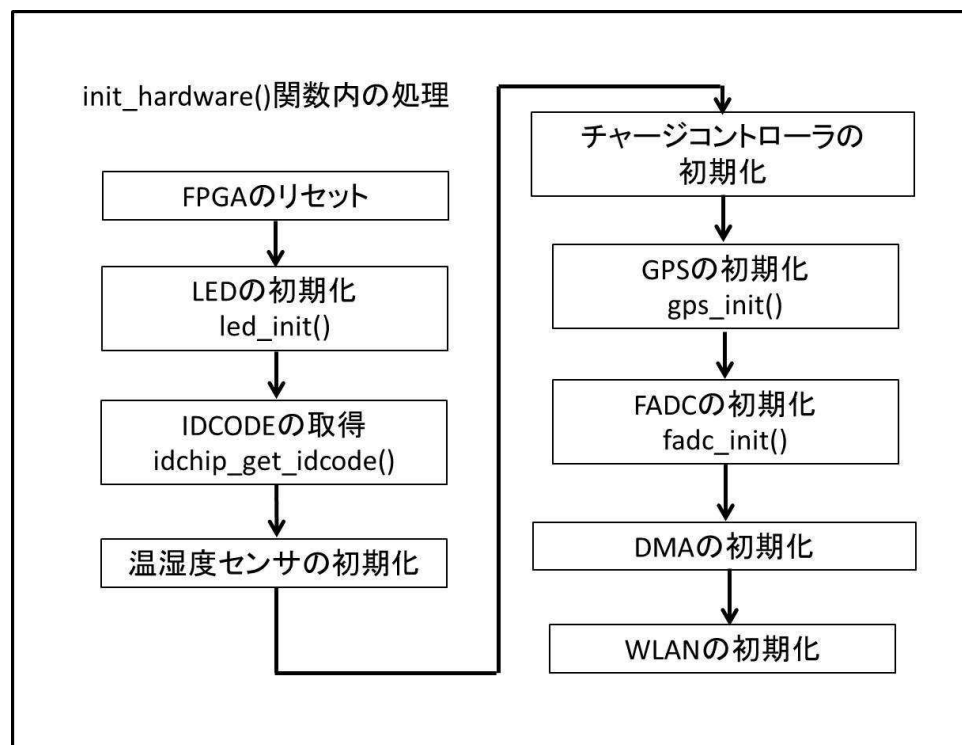 init_hardware()関数内の処理
FPGAのリセット
LEDの初期化
led_init()
IDCODEの取得
idchip_get_idcode()
温湿度センサの初期化
チャージコントローラの
初期化
GPSの初期化
gps_init()
FADCの初期化
fadc_init()
DMAの初期化
WLANの初期化